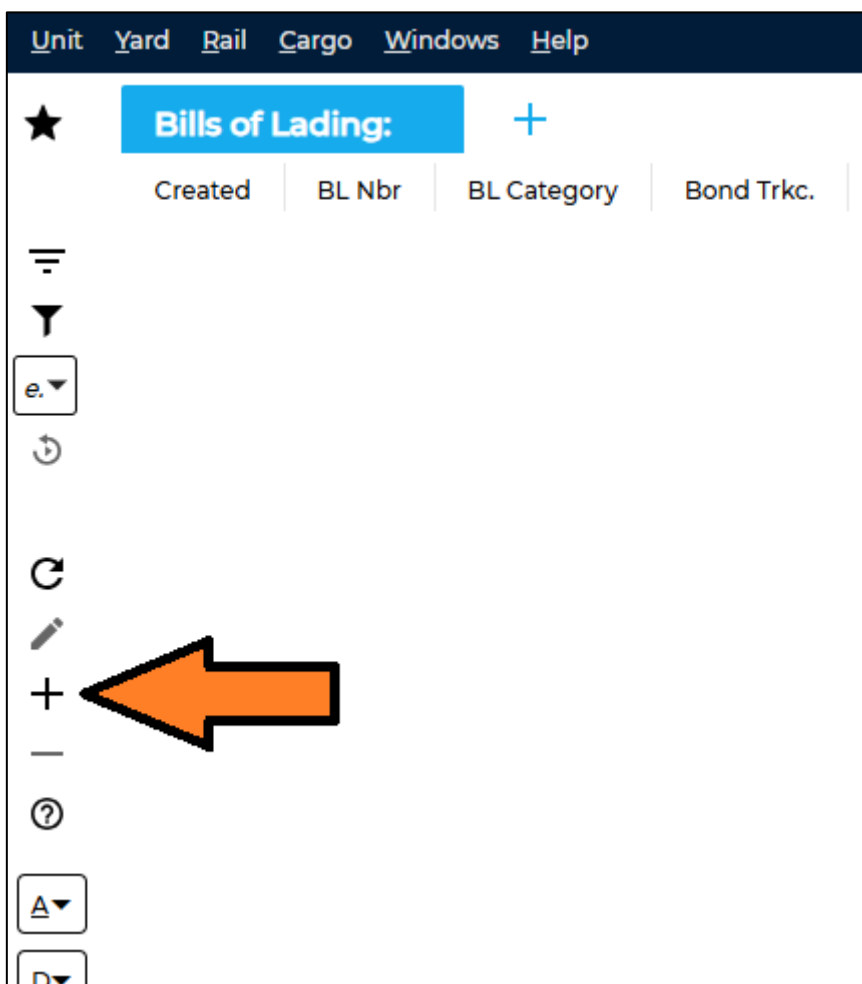 Unit Yard Rail Cargo Windows Help
Bills of Lading:
Created BL Nbr BL Category Bond Trkc.
e.
A
D